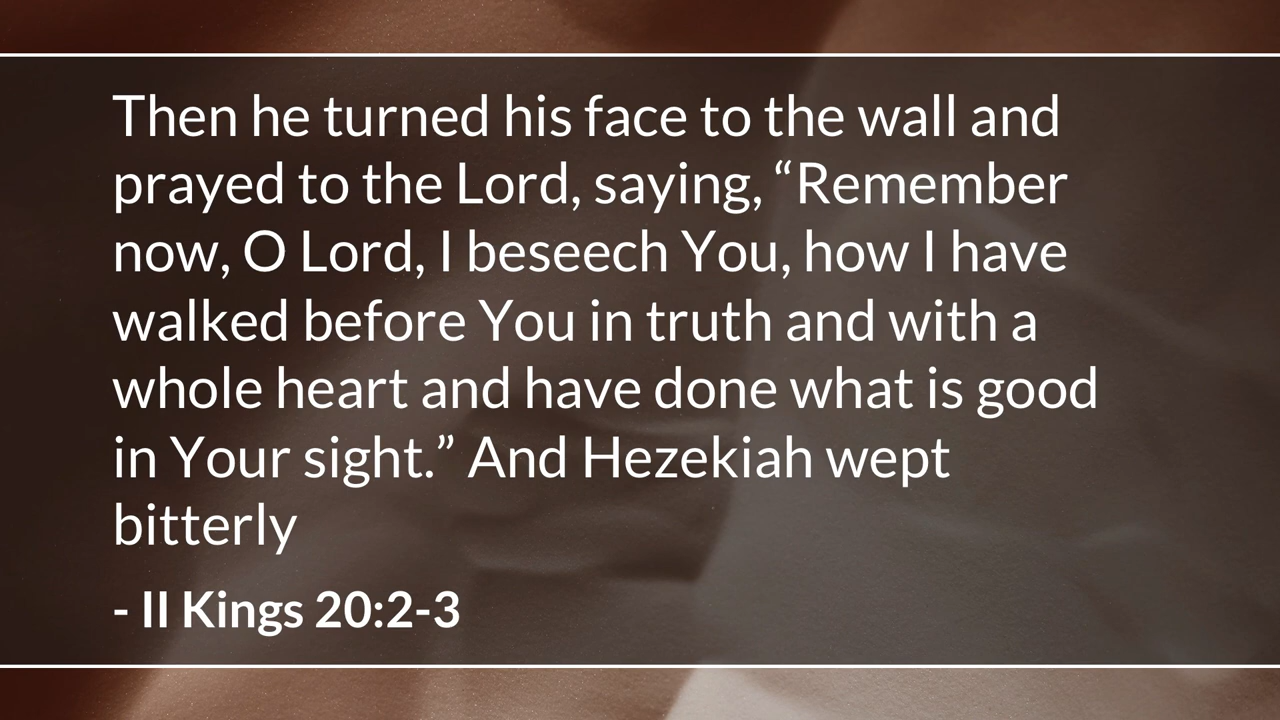 Then he turned his face to the wall and
prayed to the Lord, saying, “Remember
now, O Lord, I beseech You, how I have
walked before You in truth and with a
whole heart and have done what is good
in Your sight.” And Hezekiah wept
bitterly
- II Kings 20:2-3